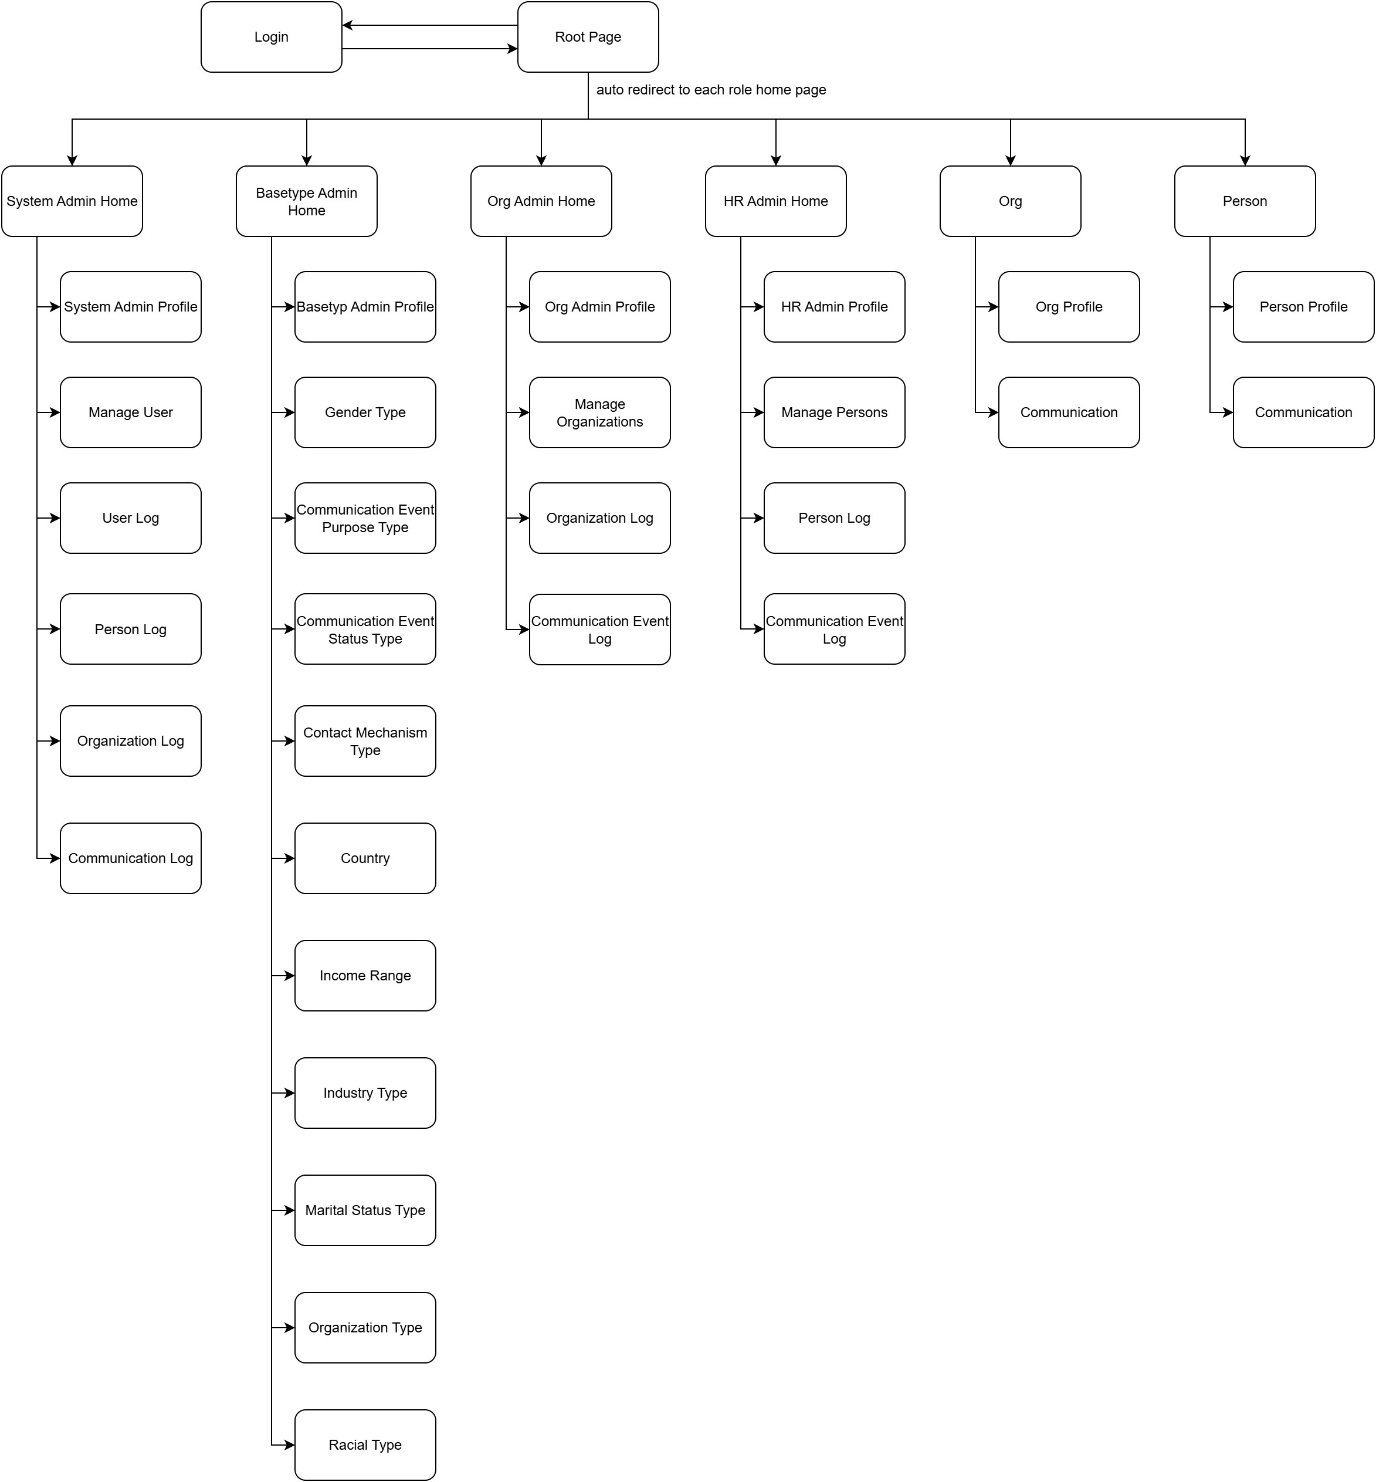 Login
Root Page
auto redirect to each role home page
System Admin Home
Basetype Admin
Home
Org Admin Home
HR Admin Home
Org
Person
System Admin Profile
Manage User
User Log
Person Log
Organization Log
Communication Log
Basetyp Admin Profile
Gender Type
Communication Event
Purpose Type
Communication Event
Status Type
Contact Mechanism
Type
Country
Income Range
Industry Type
Marital Status Type
Organization Type
Racial Type
Org Admin Profile
Manage
Organizations
Organization Log
Communication Event
Log
HR Admin Profile
Manage Persons
Person Log
Communication Event
Log
Org Profile
Communication
Person Profile
Communication